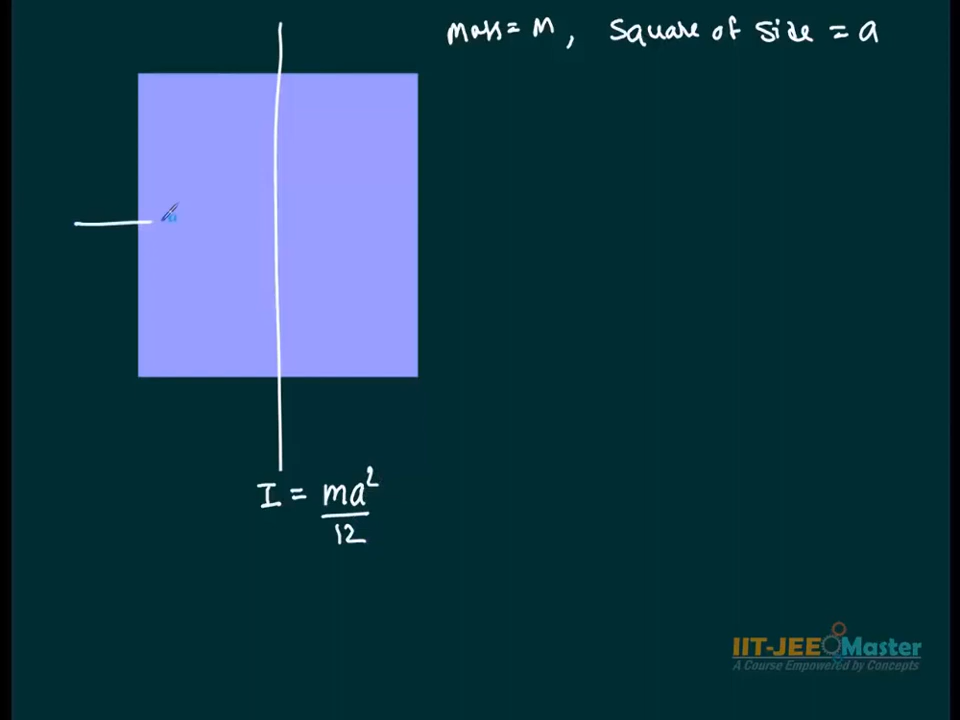 Mass = M, Square of Side = a
I = ma²/12
IIT-JEE Master
A Course Empowered by Concepts